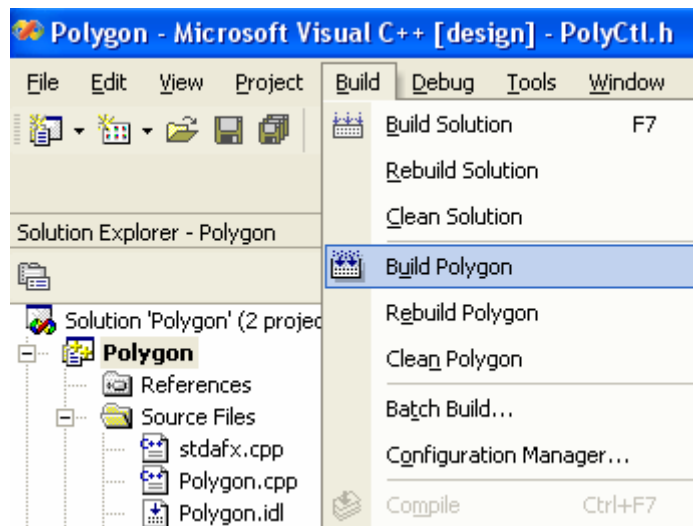 Polygon - Microsoft Visual C++ [design] - PolyCtl.h
File Edit View Project Build Debug Tools Window
Build Solution F7
Rebuild Solution
Clean Solution
Solution Explorer - Polygon
Build Polygon
Solution 'Polygon' (2 projec
Rebuild Polygon
Polygon
Clean Polygon
References
Batch Build...
Source Files
Configuration Manager...
stdafx.cpp
Polygon.cpp
Polygon.idl
Compile Ctrl+F7